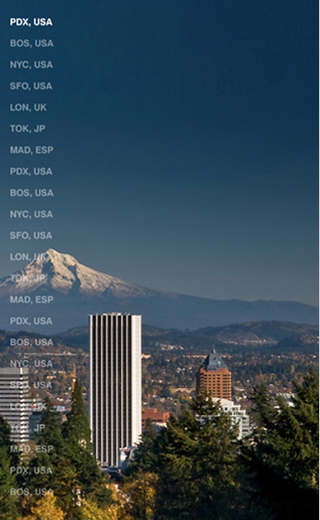 PDX, USA
BOS, USA
NYC, USA
SFO, USA
LON, UK
TOK, JP
MAD, ESP
PDX, USA
BOS, USA
NYC, USA
SFO, USA
LON, UK
TOK, JP
MAD, ESP
PDX, USA
BOS, USA
NYC, USA
SFO, USA
LON, UK
TOK, JP
MAD, ESP
PDX, USA
BOS, USA